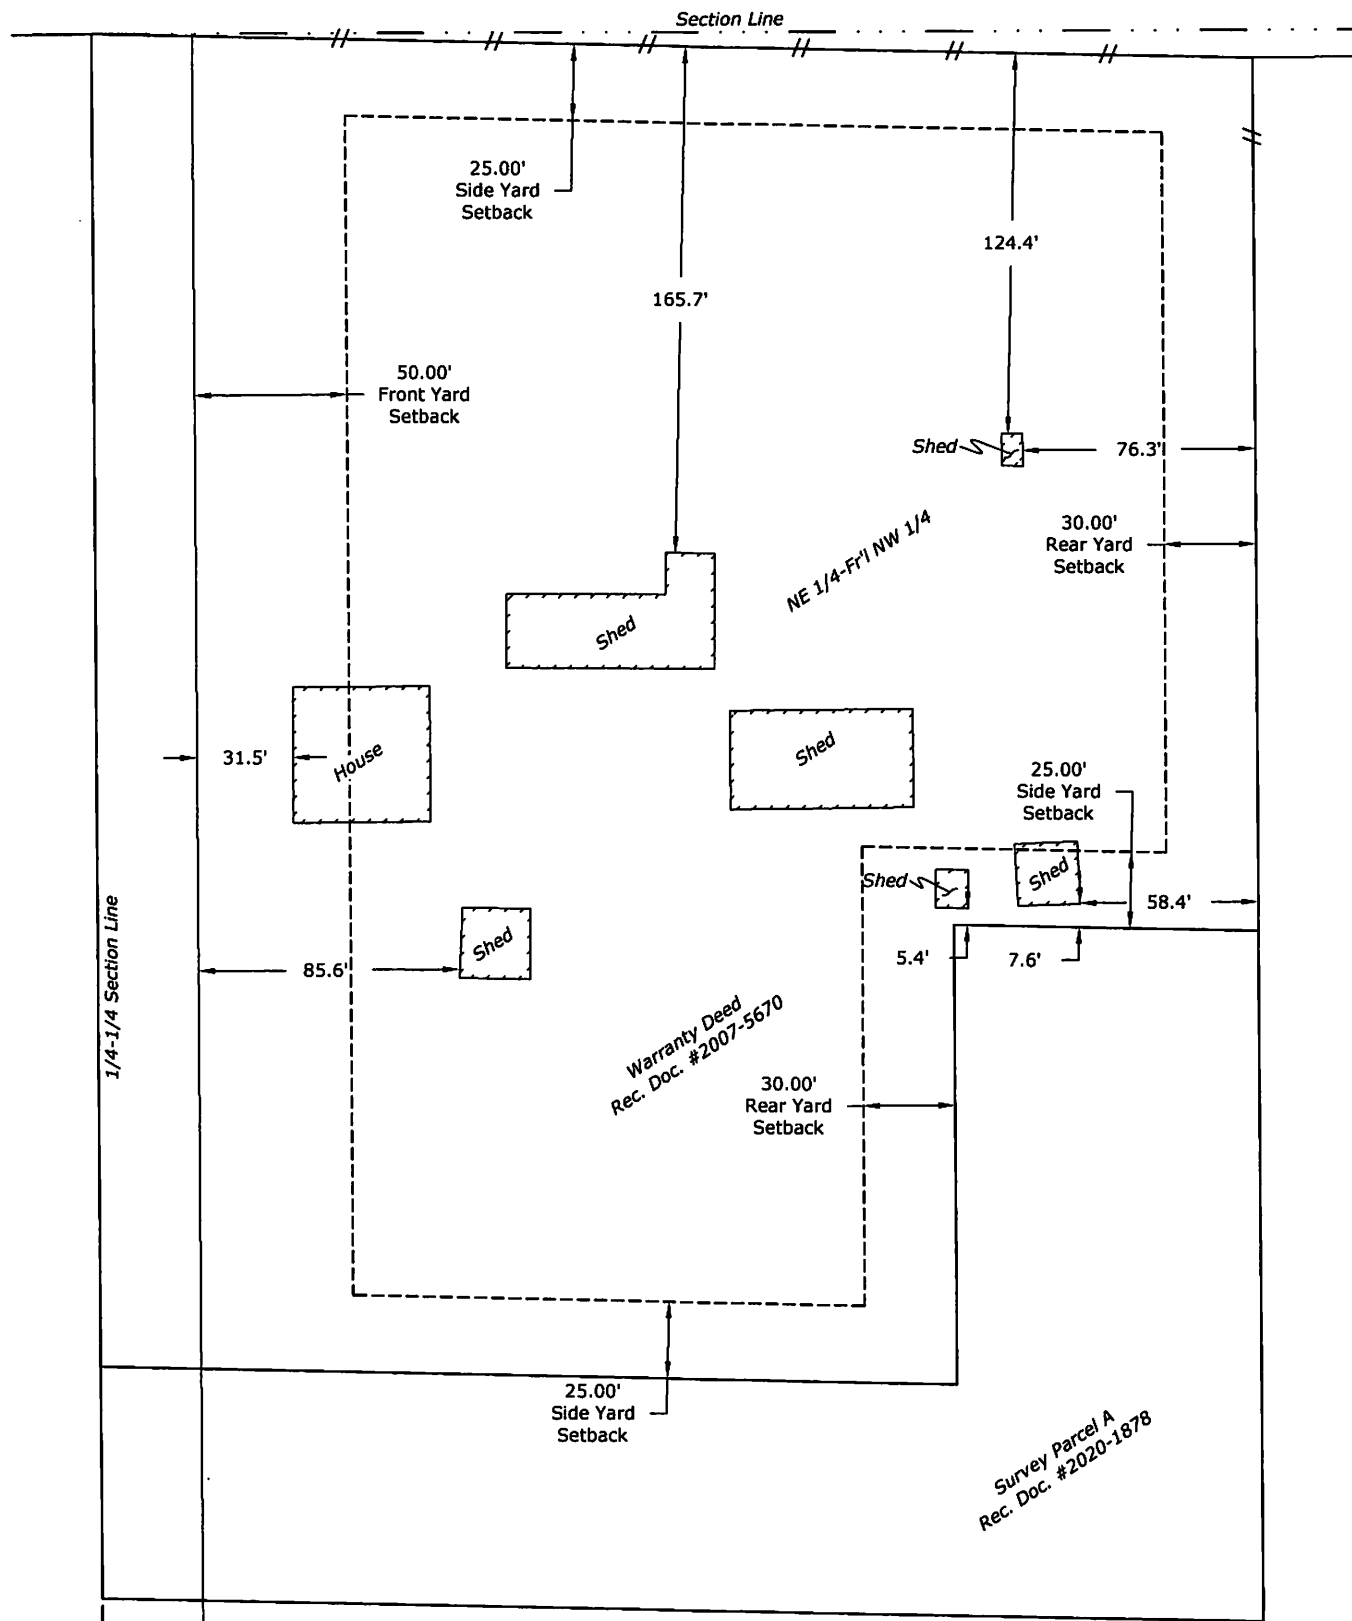 Section Line
25.00'
Side Yard
Setback
124.4'
165.7'
50.00'
Front Yard
Setback
Shed
76.3'
30.00'
Rear Yard
Setback
NE 1/4-Fr'l NW 1/4
Shed
31.5'
House
Shed
25.00'
Side Yard
Setback
Shed
Shed
58.4'
5.4'
7.6'
Shed
85.6'
1/4-1/4 Section Line
Warranty Deed
Rec. Doc. #2007-5670
30.00'
Rear Yard
Setback
25.00'
Side Yard
Setback
Survey Parcel A
Rec. Doc. #2020-1878